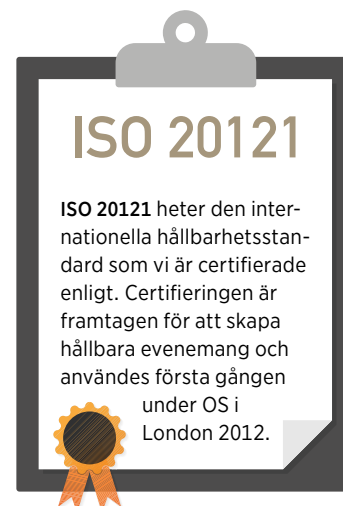 ISO 20121
ISO 20121 heter den inter-
nationella hållbarhetsstan-
dard som vi är certifierade
enligt. Certifieringen är
framtagen för att skapa
hållbara evenemang och
användes första gången
under OS i
London 2012.